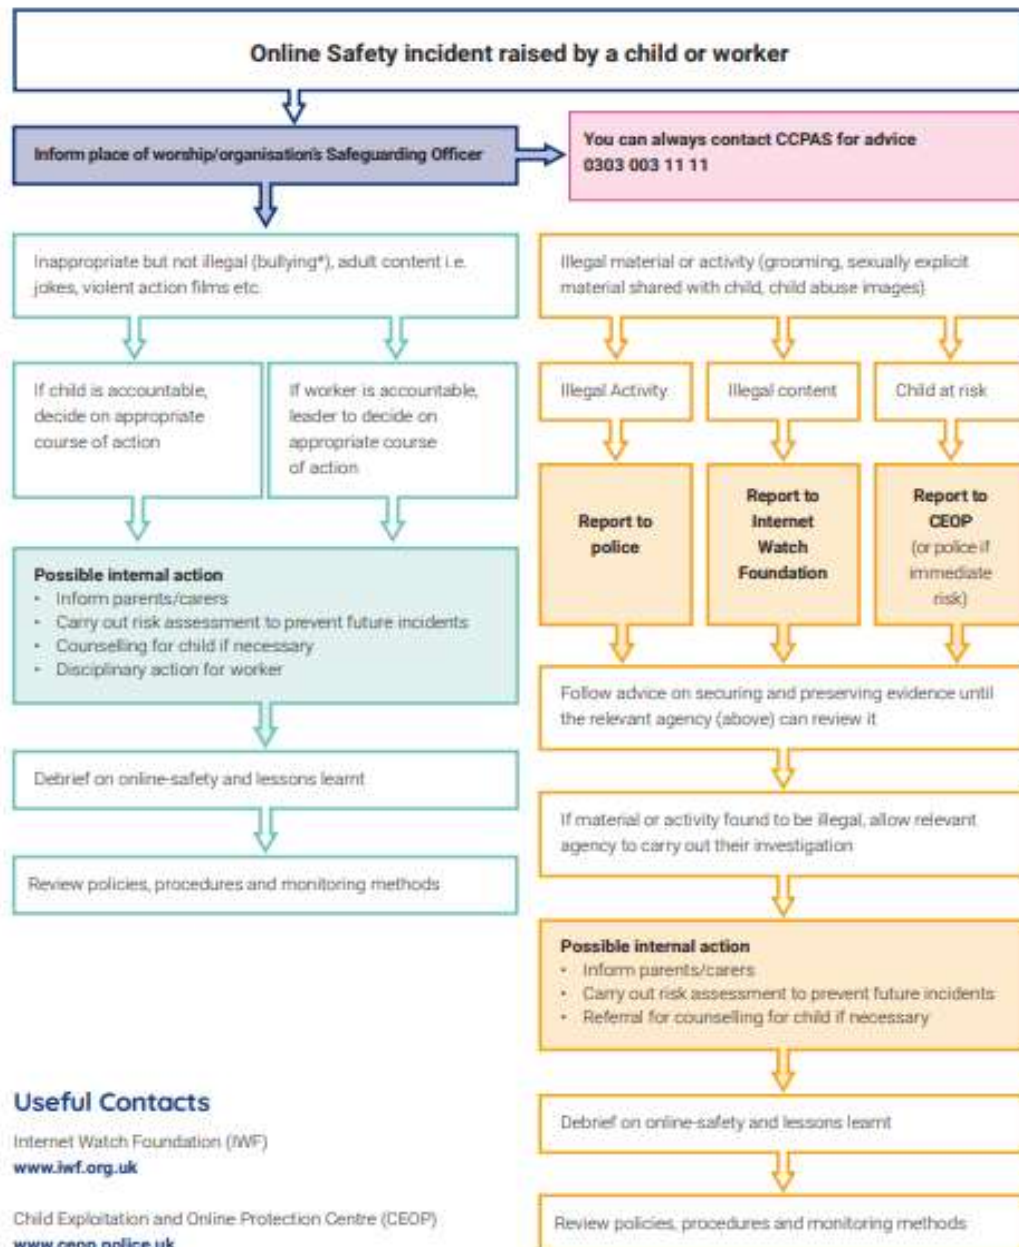 Online Safety incident raised by a child or worker
Inform place of worship/organisation's Safeguarding Officer
You can always contact CCPAS for advice
0303 003 11 11
Inappropriate but not illegal (bullying*), adult content i.e.
jokes, violent action films etc.
If child is accountable,
decide on appropriate
course of action
If worker is accountable,
leader to decide on
appropriate course
of action
Possible internal action
• Inform parents/carers
• Carry out risk assessment to prevent future incidents
• Counselling for child if necessary
• Disciplinary action for worker
Debrief on online-safety and lessons learnt
Review policies, procedures and monitoring methods
Illegal material or activity (grooming, sexually explicit
material shared with child, child abuse images)
Illegal Activity
Illegal content
Child at risk
Report to
police
Report to
Internet
Watch
Foundation
Report to
CEOP
(or police if
immediate
risk)
Follow advice on securing and preserving evidence until
the relevant agency (above) can review it
If material or activity found to be illegal, allow relevant
agency to carry out their investigation
Possible internal action
• Inform parents/carers
• Carry out risk assessment to prevent future incidents
• Referral for counselling for child if necessary
Debrief on online-safety and lessons learnt
Review policies, procedures and monitoring methods
Useful Contacts
Internet Watch Foundation (IWF)
www.iwf.org.uk
Child Exploitation and Online Protection Centre (CEOP)
www.ceop.police.uk